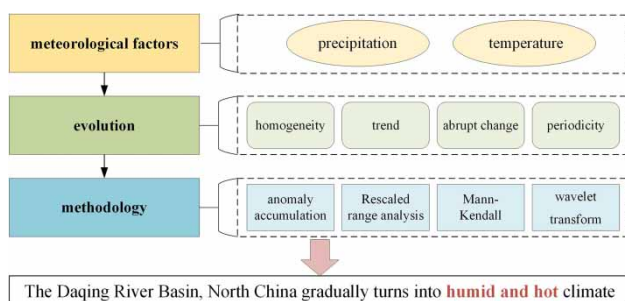 meteorological factors
precipitation
temperature
evolution
homogeneity
trend
abrupt change
periodicity
methodology
anomaly
accumulation
Rescaled
range analysis
Mann-
Kendall
wavelet
transform
The Daqing River Basin, North China gradually turns into humid and hot climate